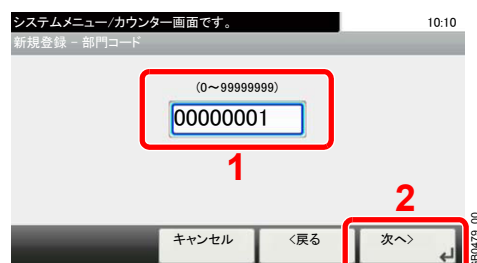 システムメニュー/カウンター画面です。 10:10
新規登録 - 部門コード
(0～99999999)
00000001
1
2
キャンセル <戻る 次へ>
SB0479_00